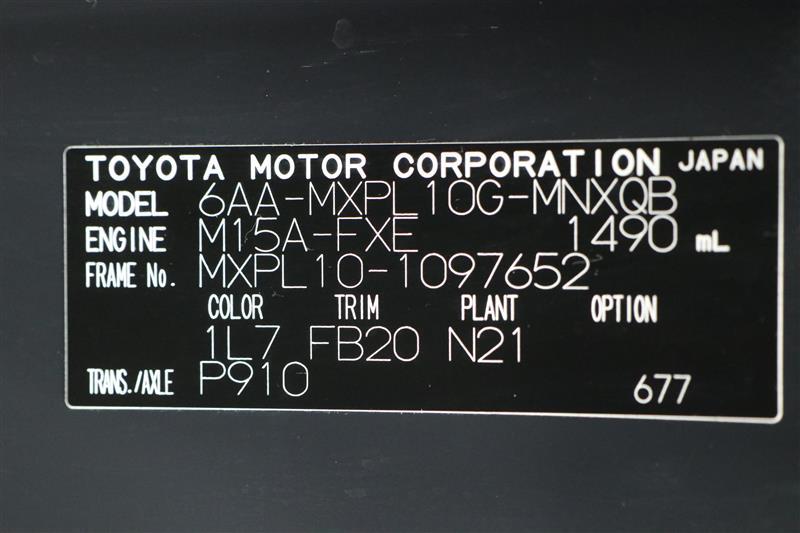 TOYOTA MOTOR CORPORATION JAPAN
MODEL 6AA-MXPL10G-MNXQB
ENGINE M15A-FXE 1490 mL
FRAME No. MXPL10-1097652
COLOR TRIM PLANT OPTION
1L7 FB20 N21
TRANS./AXLE P910 677